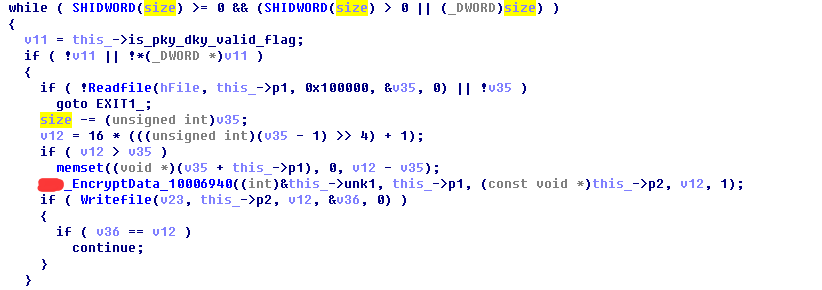 while ( SHIDWORD(size) >= 0 && (SHIDWORD(size) > 0 || (_DWORD)size) )
{
  v11 = this_->is_pky_dky_valid_flag;
  if ( !v11 || !*(_DWORD *)v11 )
  {
    if ( !Readfile(hFile, this_->p1, 0x100000, &v35, 0) || !v35 )
      goto EXIT1_;
    size -= (unsigned int)v35;
    v12 = 16 * (((unsigned int)(v35 - 1) >> 4) + 1);
    if ( v12 > v35 )
      memset((void *)(v35 + this_->p1), 0, v12 - v35);
    _EncryptData_10006940((int)&this_->unk1, this_->p1, (const void *)this_->p2, v12, 1);
    if ( Writefile(v23, this_->p2, v12, &v36, 0) )
    {
      if ( v36 == v12 )
        continue;
    }
  }